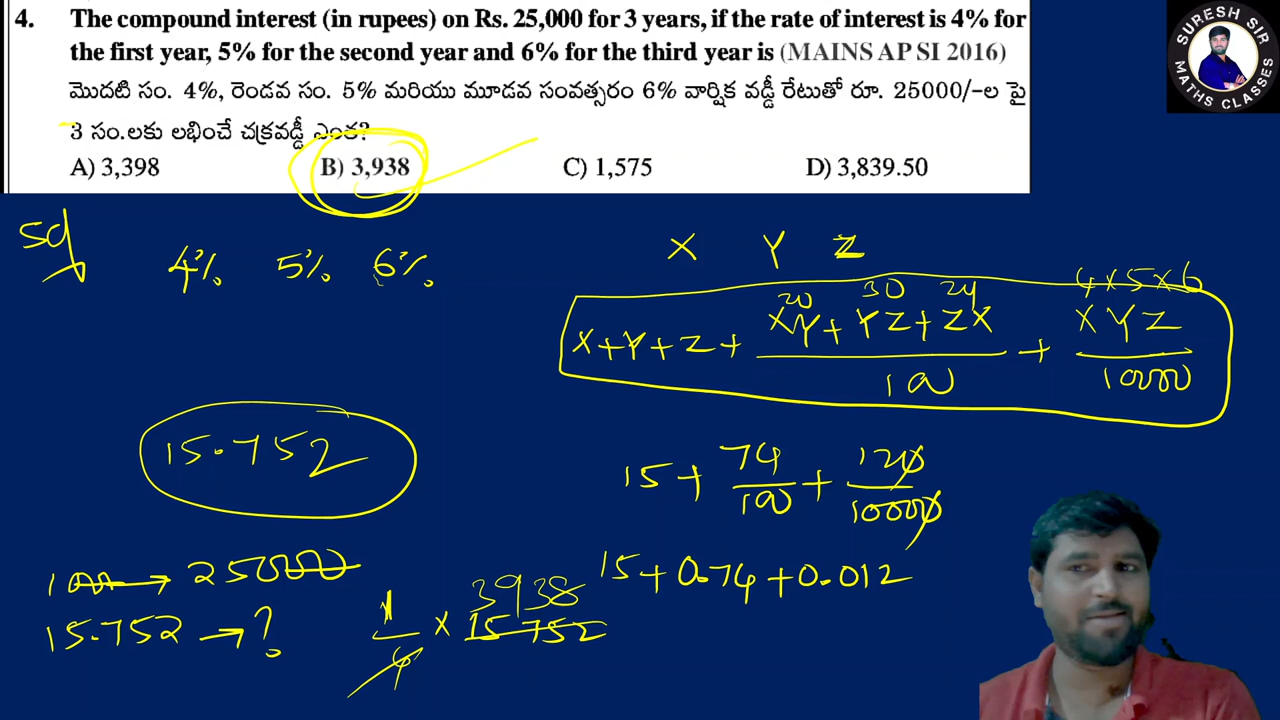 4. The compound interest (in rupees) on Rs. 25,000 for 3 years, if the rate of interest is 4% for
the first year, 5% for the second year and 6% for the third year is (MAINS AP SI 2016)
మొదటి సం. 4%, రెండవ సం. 5% మరియు మూడవ సంవత్సరం 6% వార్షిక వడ్డీ రేటుతో రూ. 25000/-ల పై
3 సం.లకు లభించే చక్రవడ్డీ ఎంత?
A) 3,398 B) 3,938 C) 1,575 D) 3,839.50
SURESH SIR
MATHS CLASSES
Sol
4% 5% 6%
X Y Z
20 30 24 4×5×6
X+Y+Z+ XY+YZ+ZX/100 + XYZ/10000
15.752
15+ 74/100 + 120/10000
15+0.74+0.012
100 → 25000
15.752 → ?
3938
1/4 × 15752